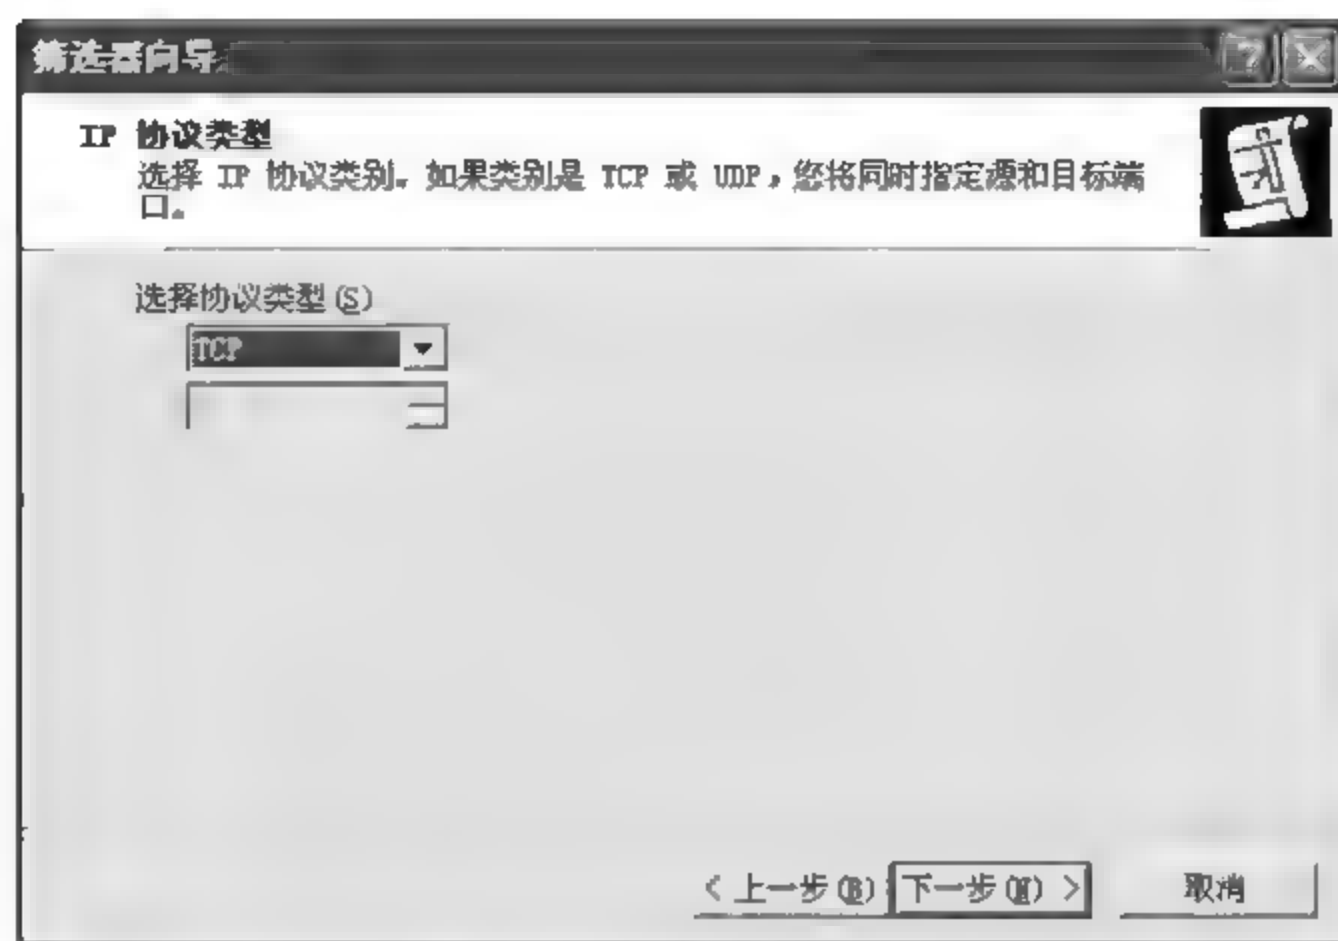 筛选器向导
IP 协议类型
选择 IP 协议类别。如果类别是 TCP 或 UDP，您将同时指定源和目标端
口。
选择协议类型(S)
TCP
< 上一步(B) 下一步(N) > 取消